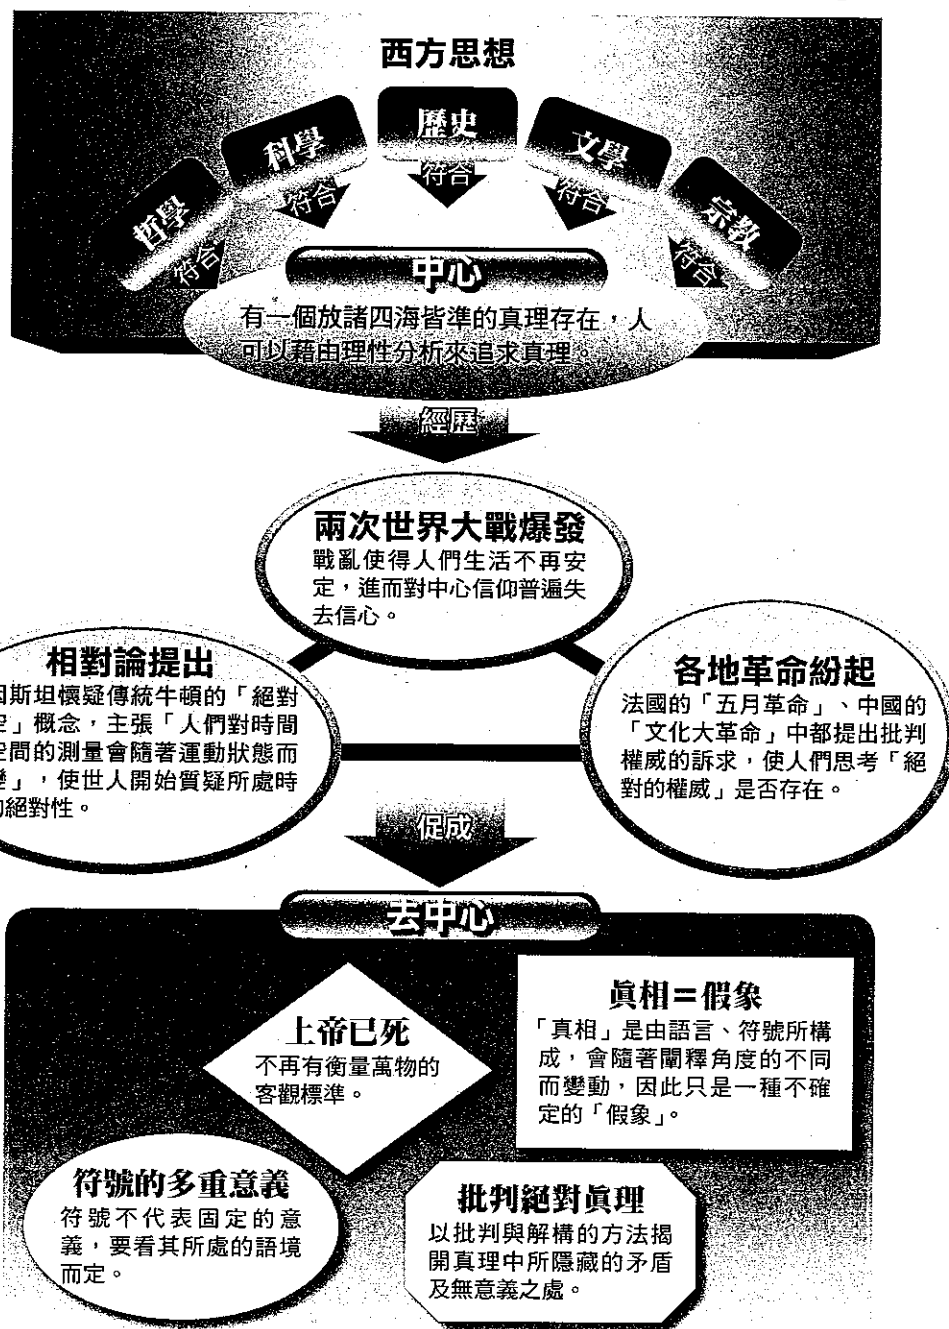 西方思想
哲學
科學
歷史
文學
宗教
符合
符合
符合
符合
符合
中心
有一個放諸四海皆準的真理存在，人
可以藉由理性分析來追求真理。
經歷
兩次世界大戰爆發
戰亂使得人們生活不再安
定，進而對中心信仰普遍失
去信心。
相對論提出
因斯坦懷疑傳統牛頓的「絕對
空」概念，主張「人們對時間
空間的測量會隨著運動狀態而
變」，使世人開始質疑所處時
的絕對性。
各地革命紛起
法國的「五月革命」、中國的
「文化大革命」中都提出批判
權威的訴求，使人們思考「絕
對的權威」是否存在。
促成
去中心
上帝已死
不再有衡量萬物的
客觀標準。
眞相＝假象
「真相」是由語言、符號所構
成，會隨著闡釋角度的不同
而變動，因此只是一種不確
定的「假象」。
符號的多重意義
符號不代表固定的意
義，要看其所處的語境
而定。
批判絕對眞理
以批判與解構的方法揭
開真理中所隱藏的矛盾
及無意義之處。